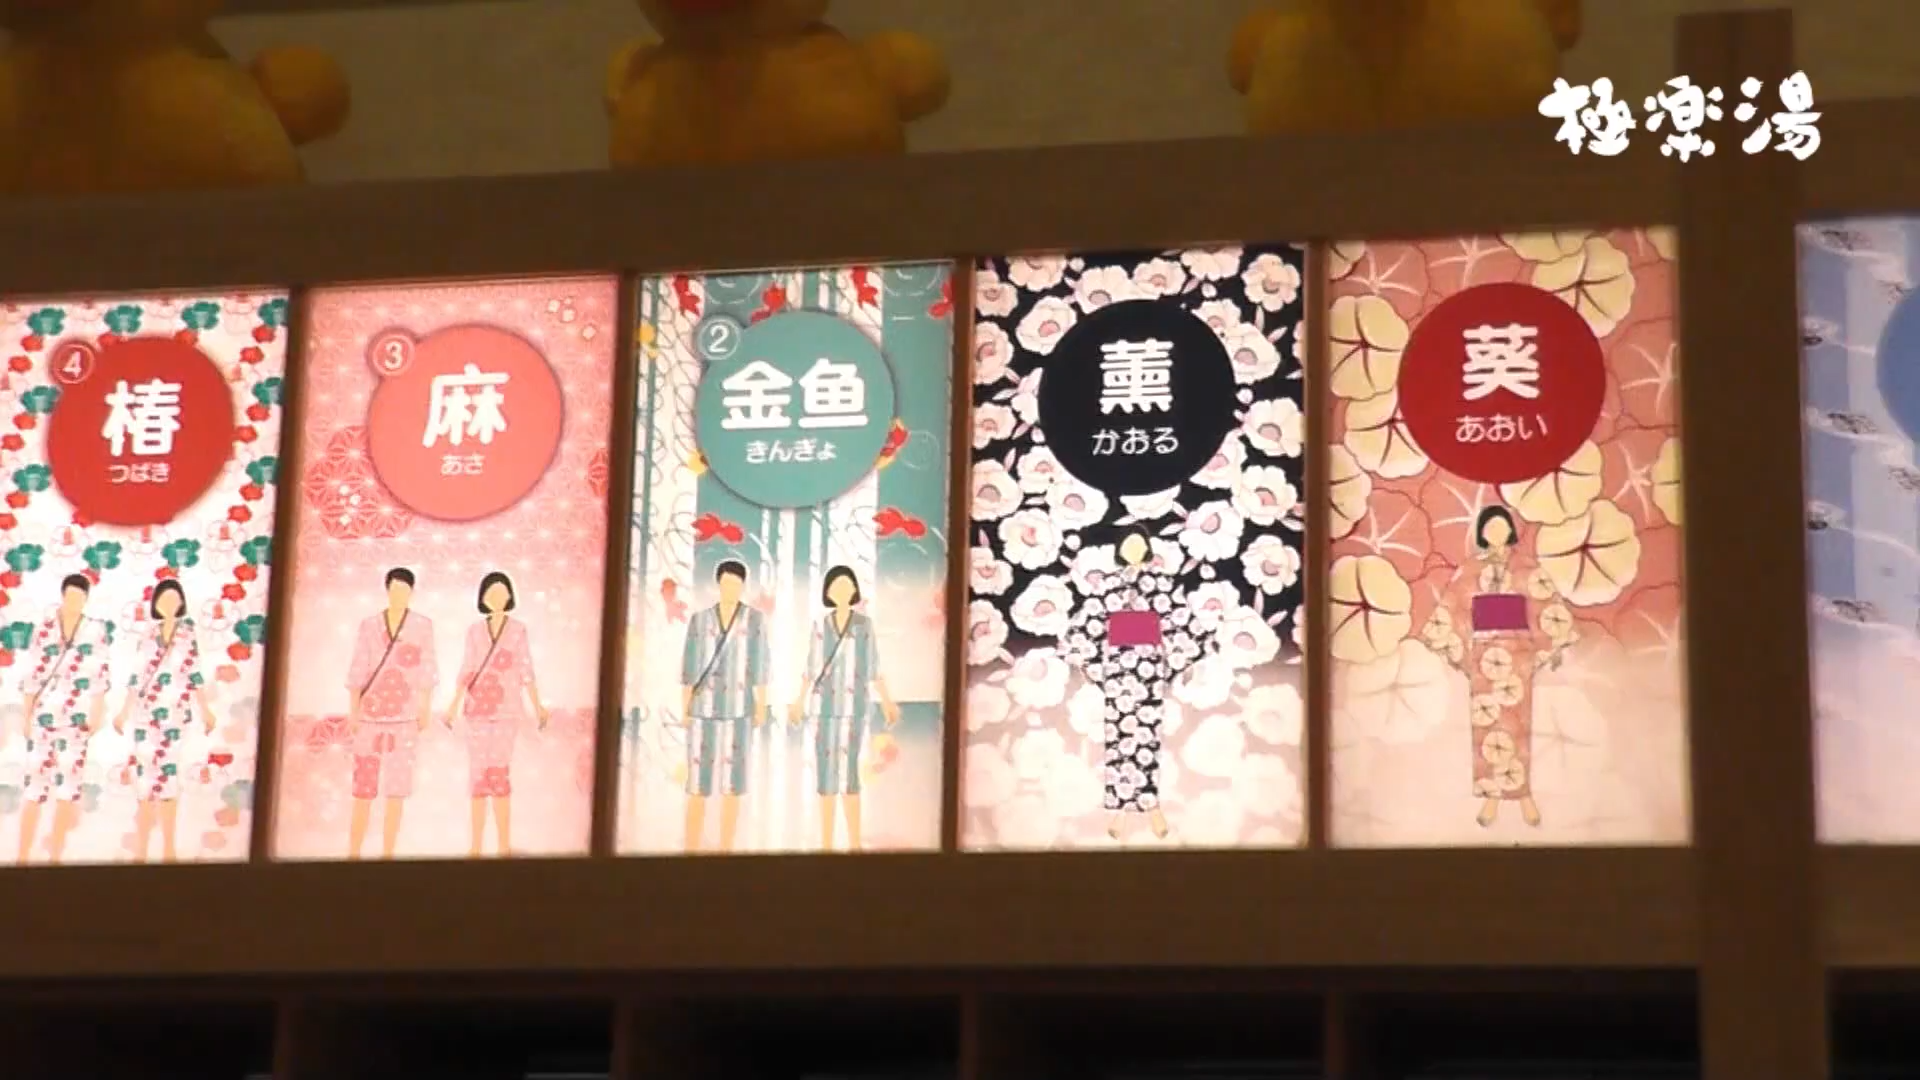 極楽湯
④
椿
つばき
③
麻
あさ
②
金鱼
きんぎょ
薫
かおる
葵
あおい